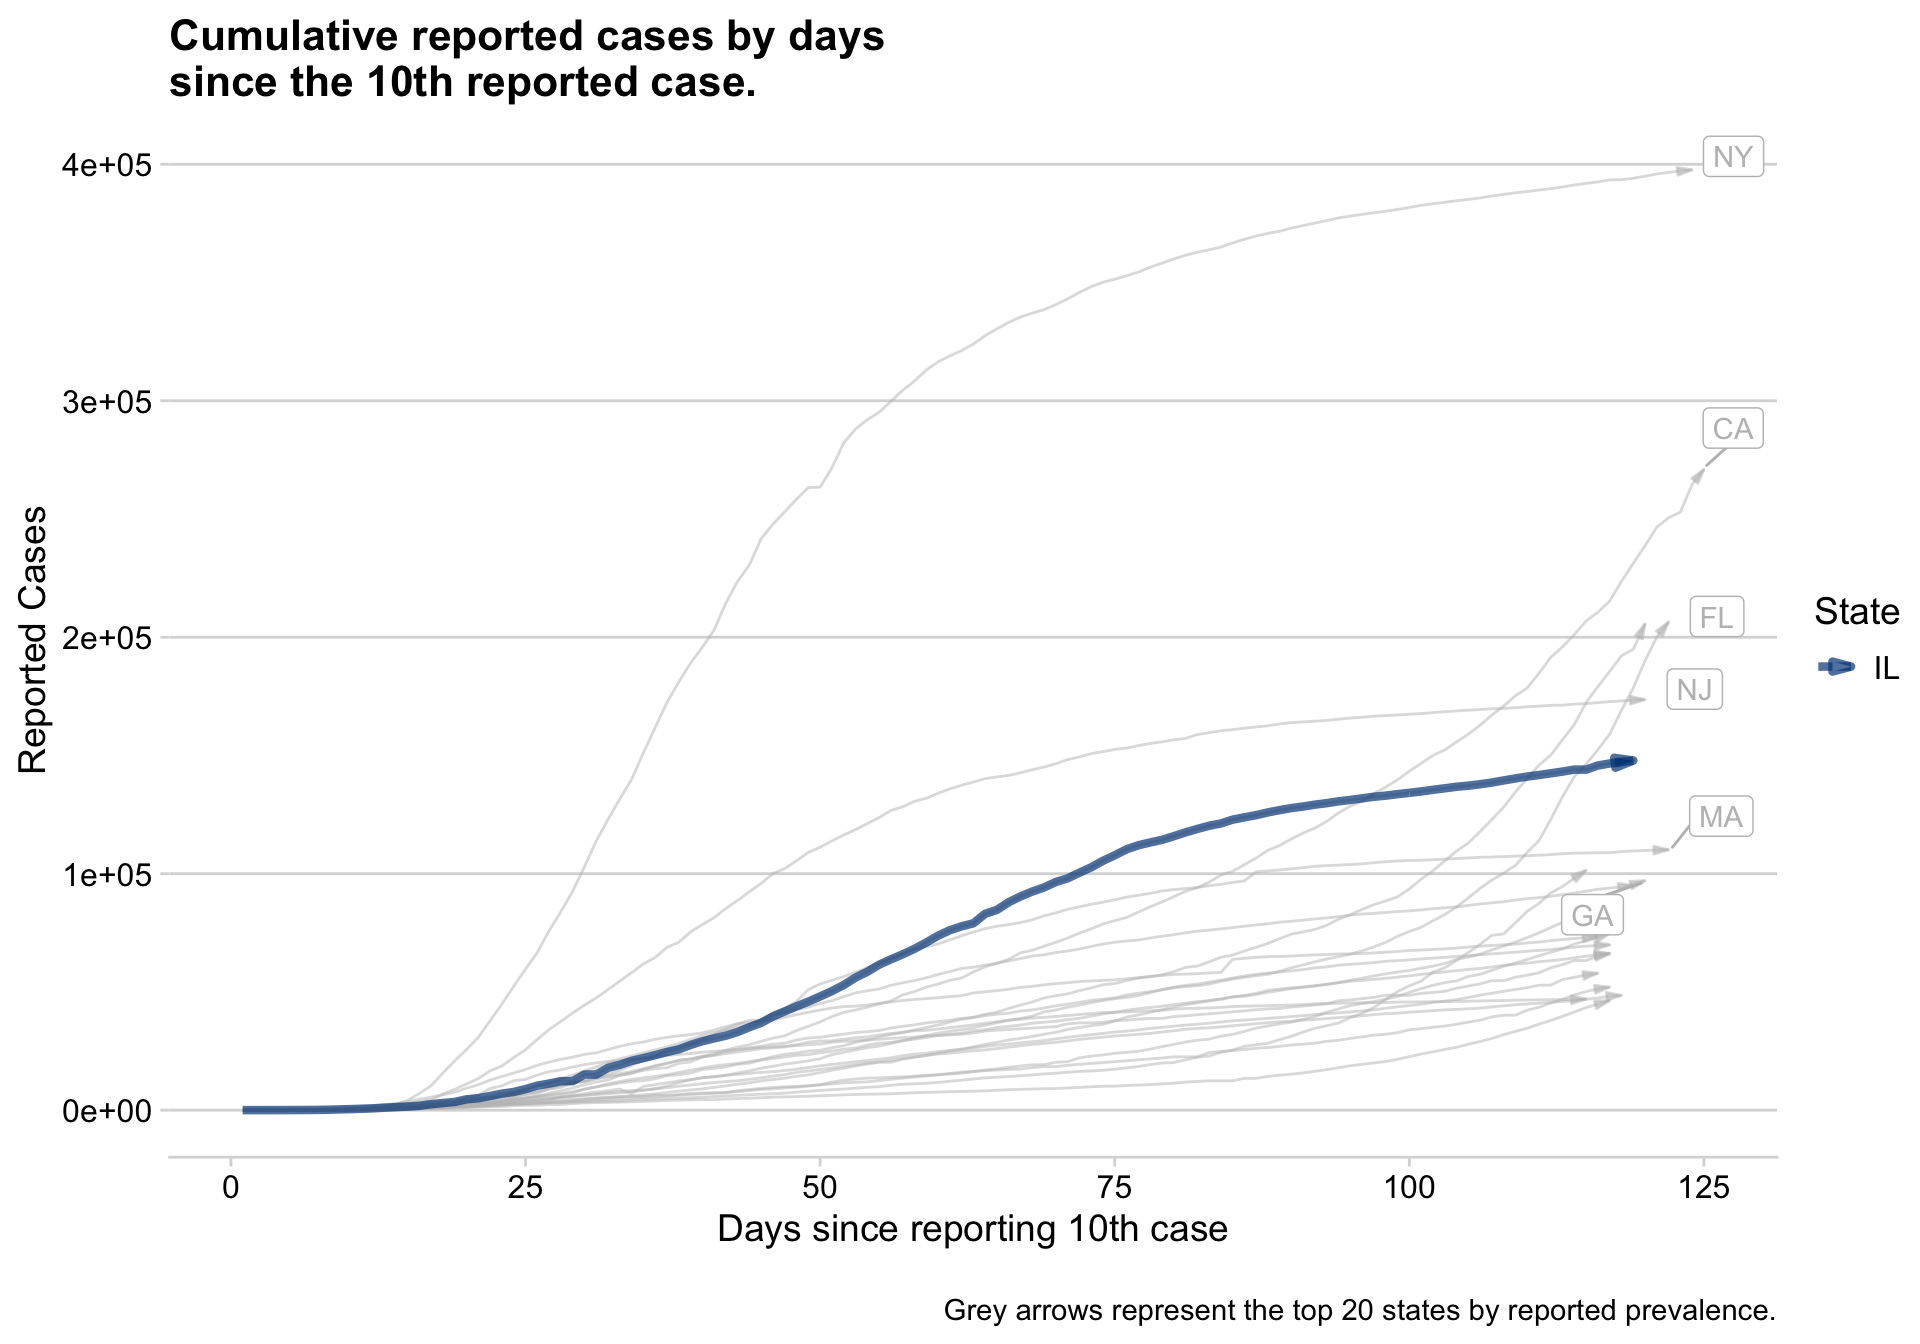 Cumulative reported cases by days
since the 10th reported case.
4e+05
3e+05
2e+05
1e+05
0e+00
Reported Cases
NY
CA
FL
NJ
MA
GA
State
IL
0 25 50 75 100 125
Days since reporting 10th case
Grey arrows represent the top 20 states by reported prevalence.